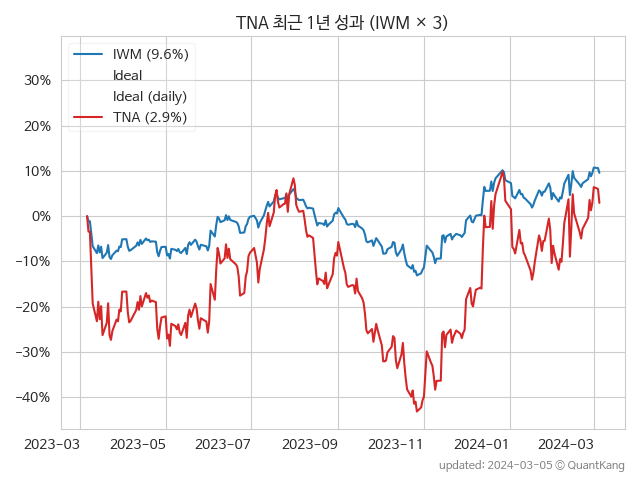 TNA 최근 1년 성과 (IWM × 3)
IWM (9.6%)
Ideal
Ideal (daily)
TNA (2.9%)
30%
20%
10%
0%
−10%
−20%
−30%
−40%
2023−03
2023−05
2023−07
2023−09
2023−11
2024−01
2024−03
updated: 2024−03−05 © QuantKang